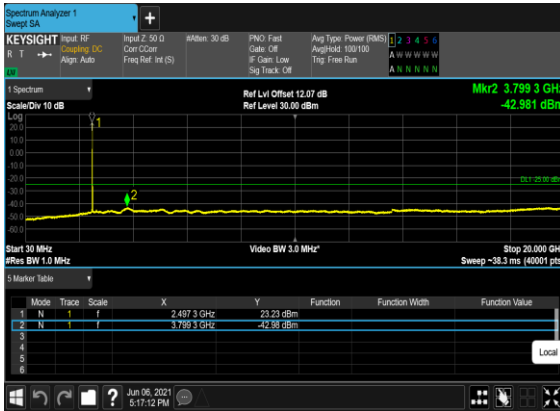 Spectrum Analyzer 1
Swept SA
+
KEYSIGHT Input: RF Input Z: 50 Ω #Atten: 30 dB PNO: Fast Avg Type: Power (RMS) 1 2 3 4 5 6
R T Coupling: DC Corr CCorr Gate: Off Avg|Hold: 100/100 A W W W W W
Align: Auto Freq Ref: Int (S) IF Gain: Low Trig: Free Run
Sig Track: Off A N N N N N
1 Spectrum
Scale/Div 10 dB
Ref Lvl Offset 12.07 dB
Ref Level 30.00 dBm
Mkr2 3.799 3 GHz
-42.981 dBm
Log
20.0
10.0
0.00
-10.0
-20.0
-30.0
-40.0
-50.0
-60.0
1
2
DL1 -25.00 dBm
Start 30 MHz Video BW 3.0 MHz* Stop 20.000 GHz
#Res BW 1.0 MHz Sweep ~38.3 ms (40001 pts)
5 Marker Table
Mode Trace Scale X Y Function Function Width Function Value
1 N 1 f 2.497 3 GHz 23.23 dBm
2 N 1 f 3.799 3 GHz -42.98 dBm
3
4
5
6
Local
?
Jun 06, 2021
5:17:12 PM